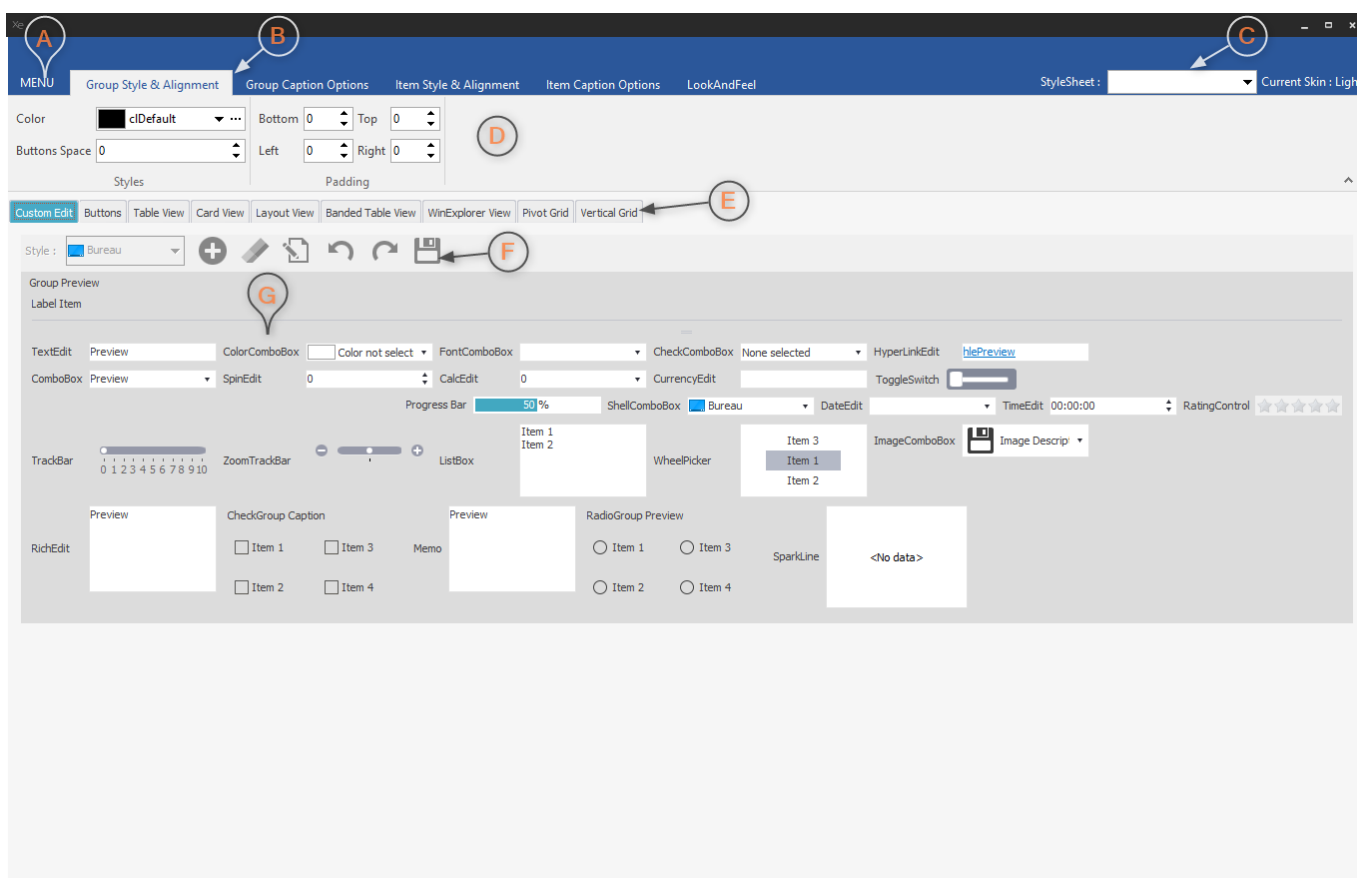 Xe
A
B
C
MENU Group Style & Alignment Group Caption Options Item Style & Alignment Item Caption Options LookAndFeel StyleSheet : Current Skin : Ligh
Color clDefault Bottom 0 Top 0
D
Buttons Space 0 Left 0 Right 0
Styles Padding
E
Custom Edit Buttons Table View Card View Layout View Banded Table View WinExplorer View Pivot Grid Vertical Grid
Style : Bureau
F
Group Preview
G
Label Item
TextEdit Preview ColorComboBox Color not select FontComboBox CheckComboBox None selected HyperLinkEdit hlePreview
ComboBox Preview SpinEdit 0 CalcEdit 0 CurrencyEdit ToggleSwitch
Progress Bar 50 % ShellComboBox Bureau DateEdit TimeEdit 00:00:00 RatingControl
TrackBar 0 1 2 3 4 5 6 7 8 9 10 ZoomTrackBar ListBox Item 1
Item 2
WheelPicker Item 3
Item 1
Item 2
ImageComboBox Image Descrip
RichEdit Preview
CheckGroup Caption
Item 1 Item 3
Item 2 Item 4
Memo Preview
RadioGroup Preview
Item 1 Item 3
Item 2 Item 4
SparkLine <No data>